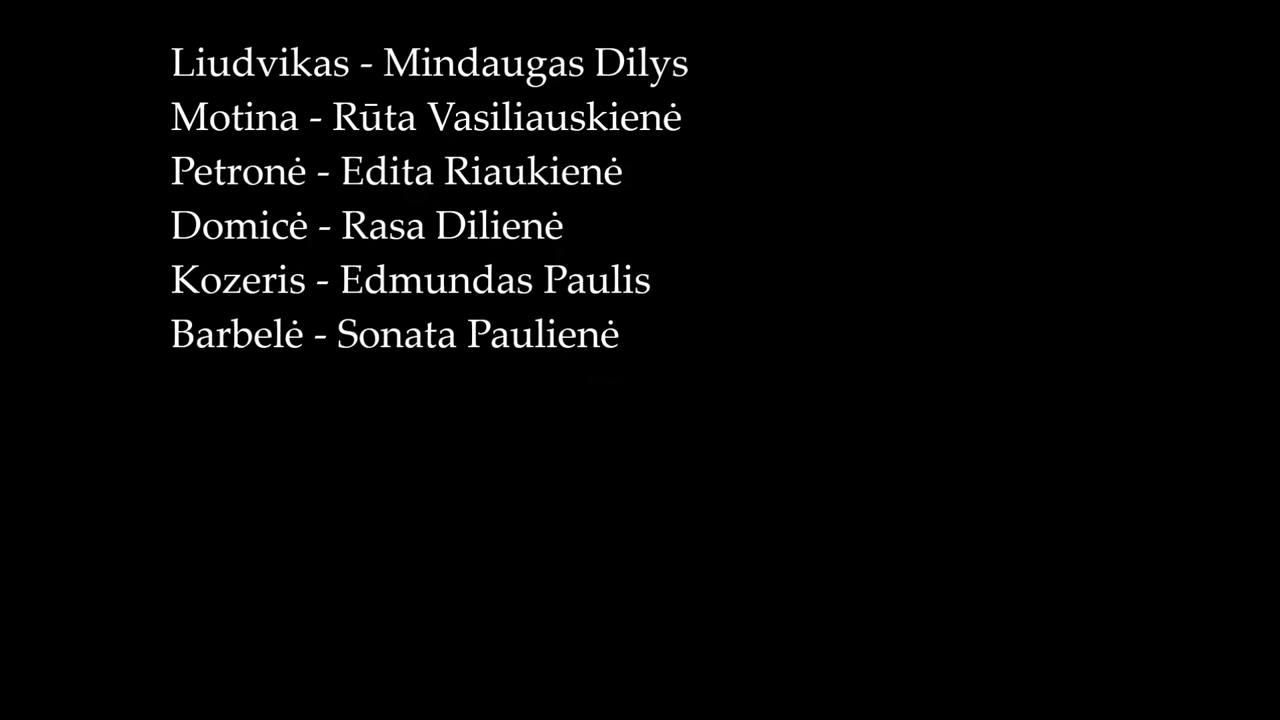 Liudvikas - Mindaugas Dilys
Motina - Rūta Vasiliauskienė
Petronė - Edita Riaukienė
Domicė - Rasa Dilienė
Kozeris - Edmundas Paulis
Barbelė - Sonata Paulienė